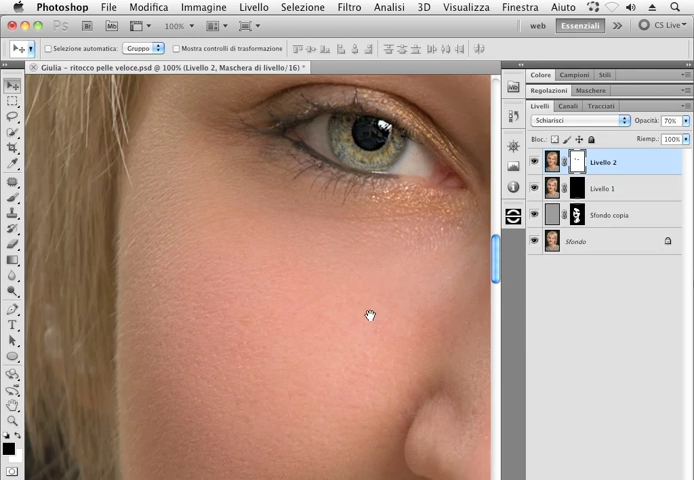 Photoshop File Modifica Immagine Livello Selezione Filtro Analisi 3D Visualizza Finestra Aiuto
Ps 100% web Essenziali CS Live
Selezione automatica: Gruppo Mostra controlli di trasformazione
Giulia – ritocco pelle veloce.psd @ 100% (Livello 2, Maschera di livello/16) *
Colore Campioni Stili
Regolazioni Maschere
Livelli Canali Tracciati
Schiarisci Opacità: 70%
Bloc.: Riemp.: 100%
Livello 2
Livello 1
Sfondo copia
Sfondo